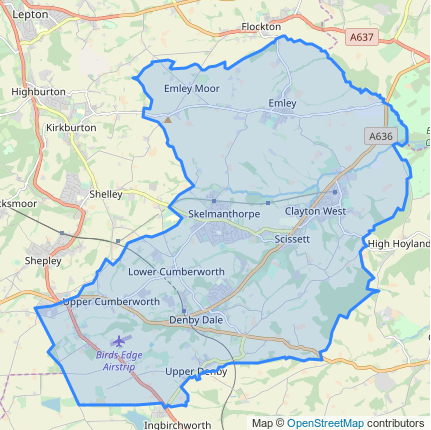 Lepton
Flockton
A637
Highburton
Emley Moor
Emley
Kirkburton
A636
Shelley
Skelmanthorpe
Clayton West
Scissett
High Hoyland
Shepley
Lower Cumberworth
Upper Cumberworth
Denby Dale
Birds Edge
Airstrip
Upper Denby
Ingbirchworth
Map © OpenStreetMap contributors